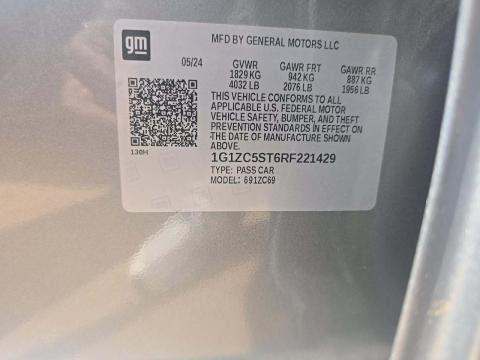 gm
MFD BY GENERAL MOTORS LLC
05/24 GVWR GAWR FRT GAWR RR
1829 KG 942 KG 887 KG
4032 LB 2076 LB 1956 LB
THIS VEHICLE CONFORMS TO ALL
APPLICABLE U.S. FEDERAL MOTOR
VEHICLE SAFETY, BUMPER, AND THEFT
PREVENTION STANDARDS IN EFFECT ON
THE DATE OF MANUFACTURE SHOWN
ABOVE.
136H
1G1ZC5ST6RF221429
TYPE: PASS CAR
MODEL: 691ZC69